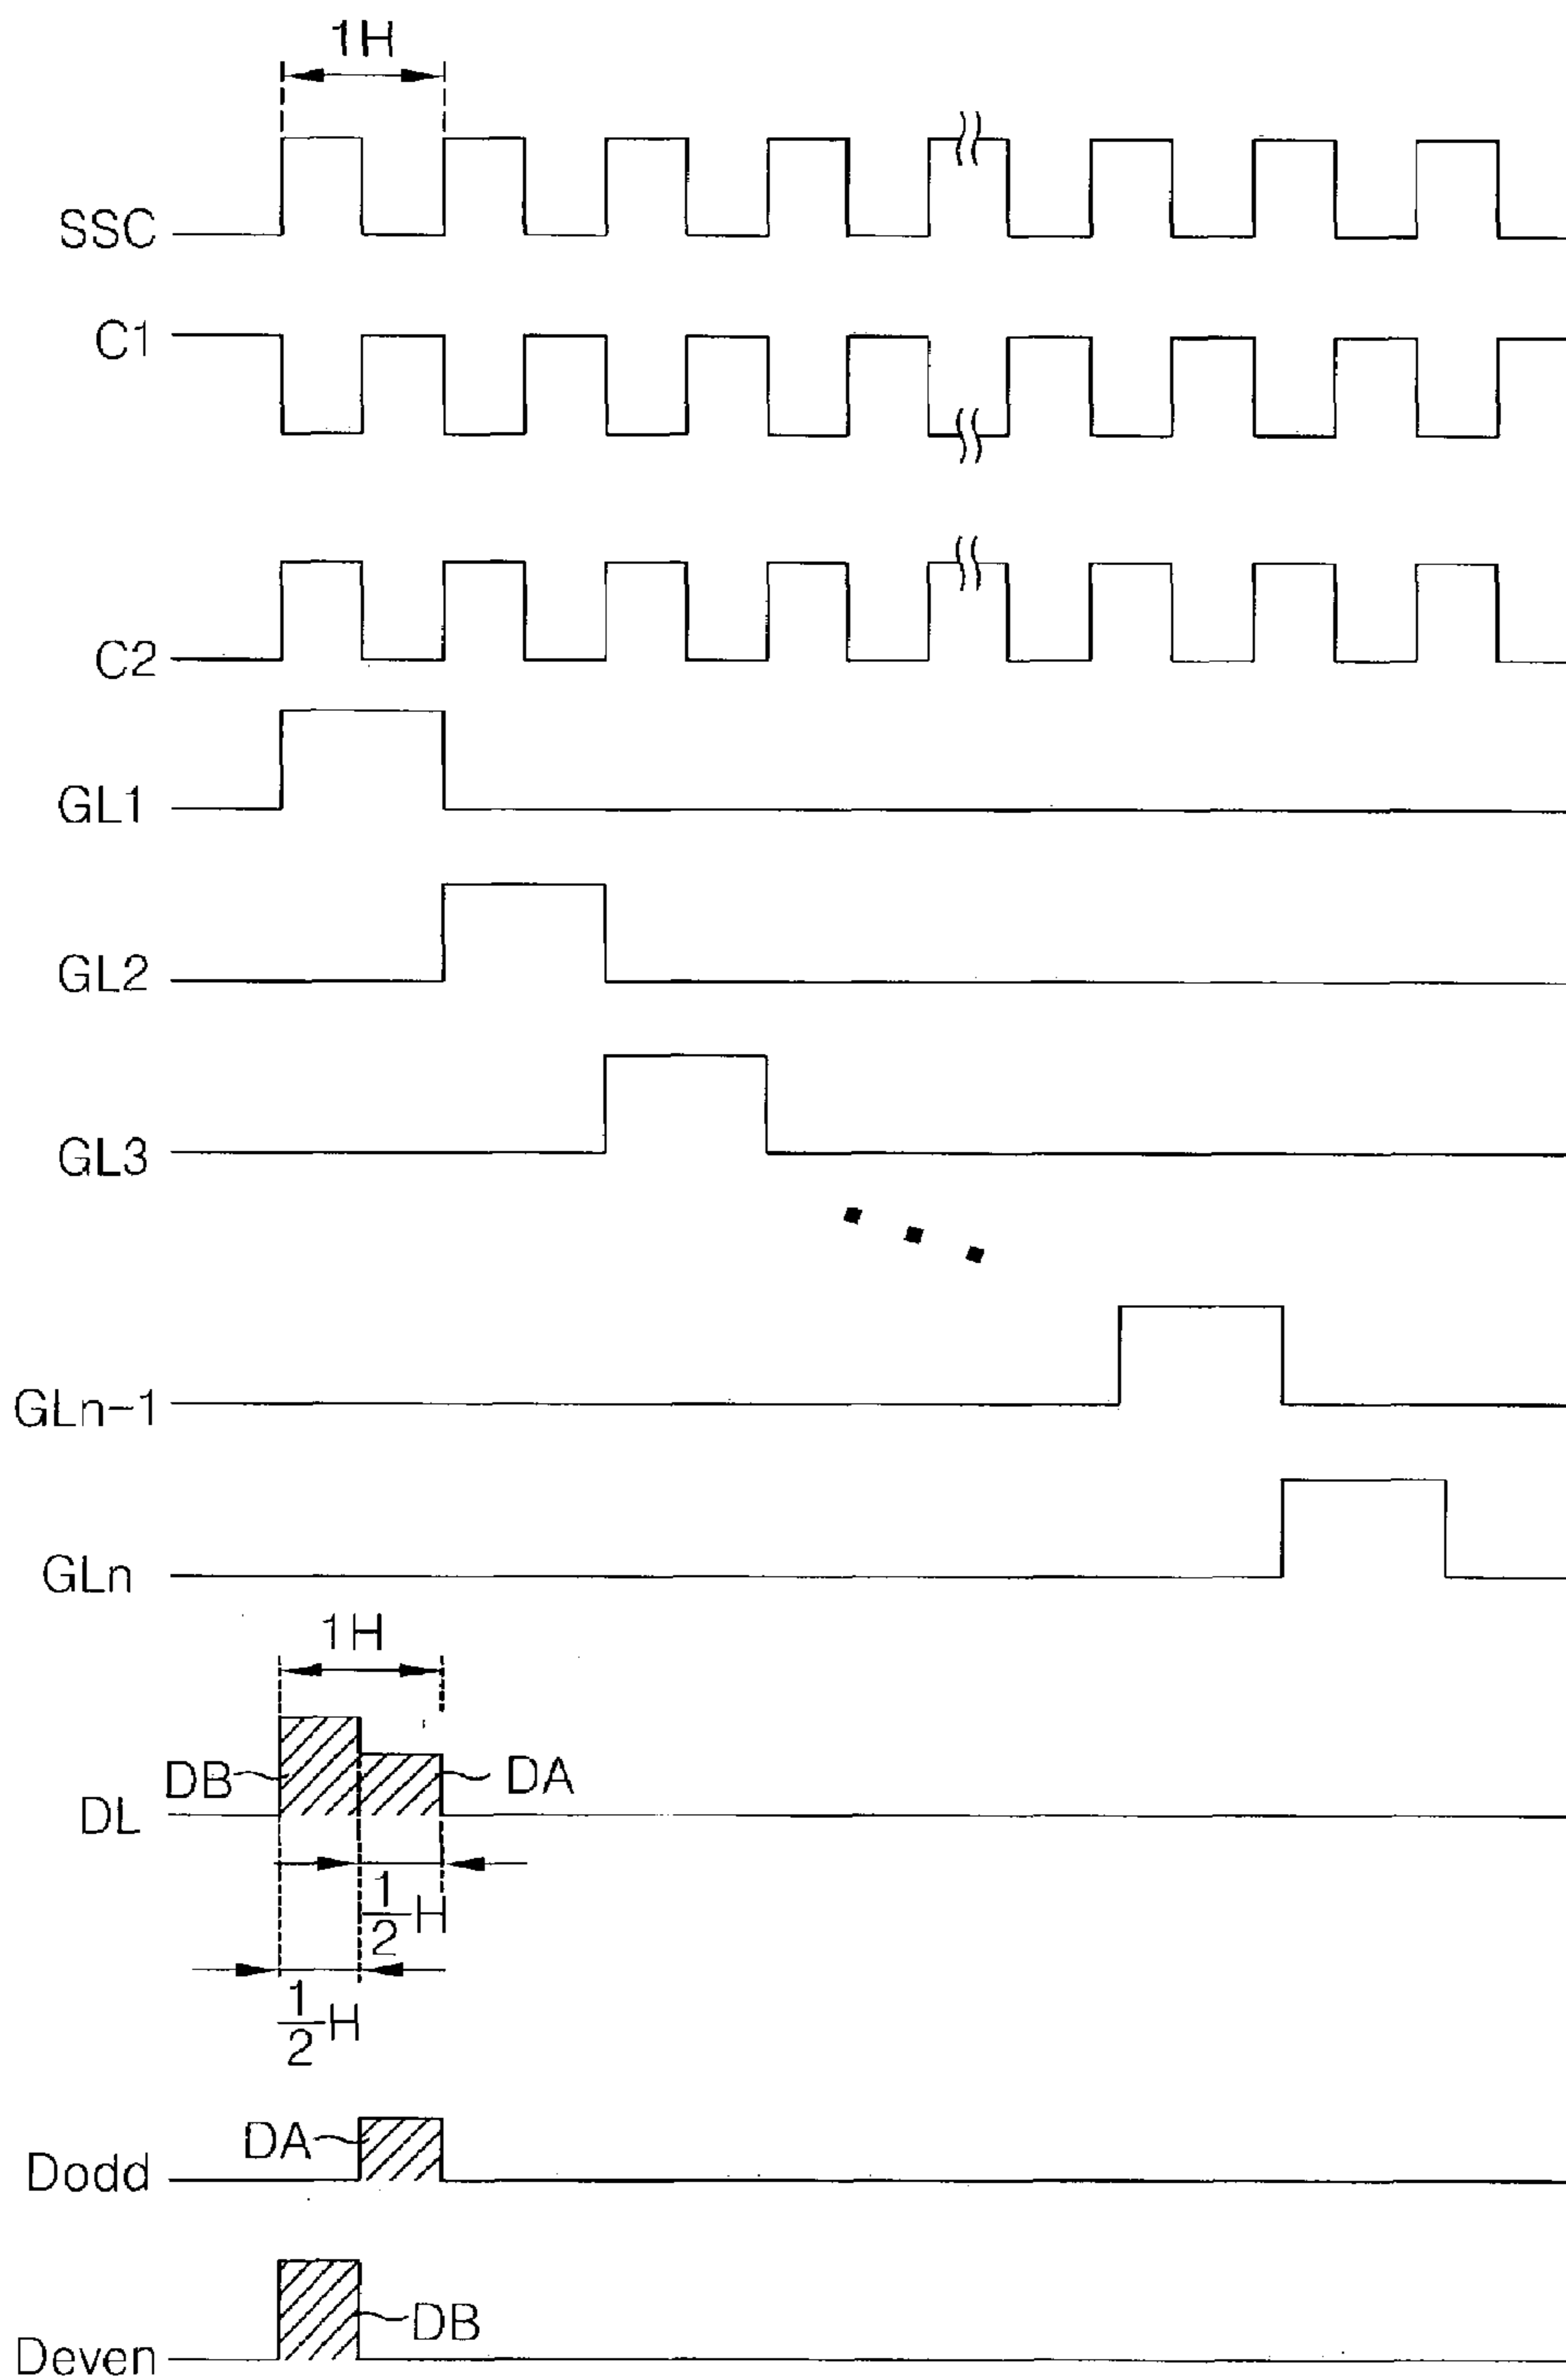 1H
SSC
C1
C2
GL1
GL2
GL3
GLn-1
GLn
1H
DB
DA
DL
1/2 H
1/2 H
DA
Dodd
DB
Deven